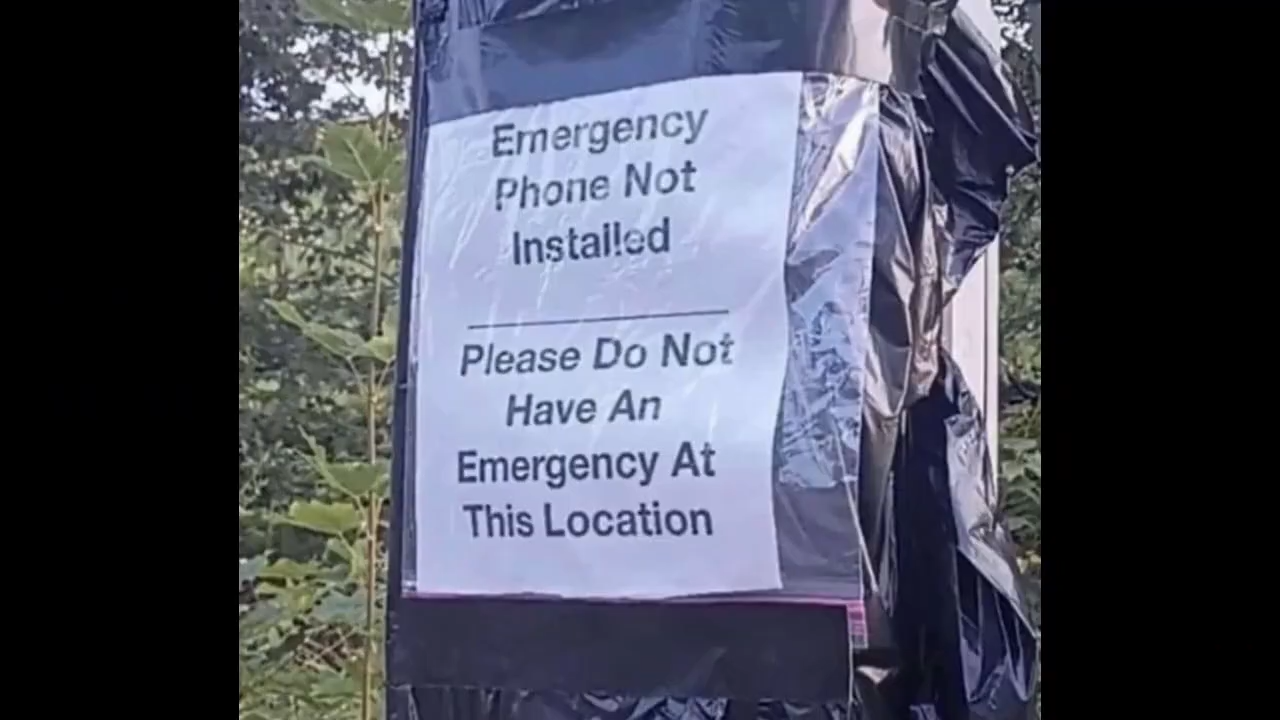 Emergency
Phone Not
Installed
Please Do Not
Have An
Emergency At
This Location